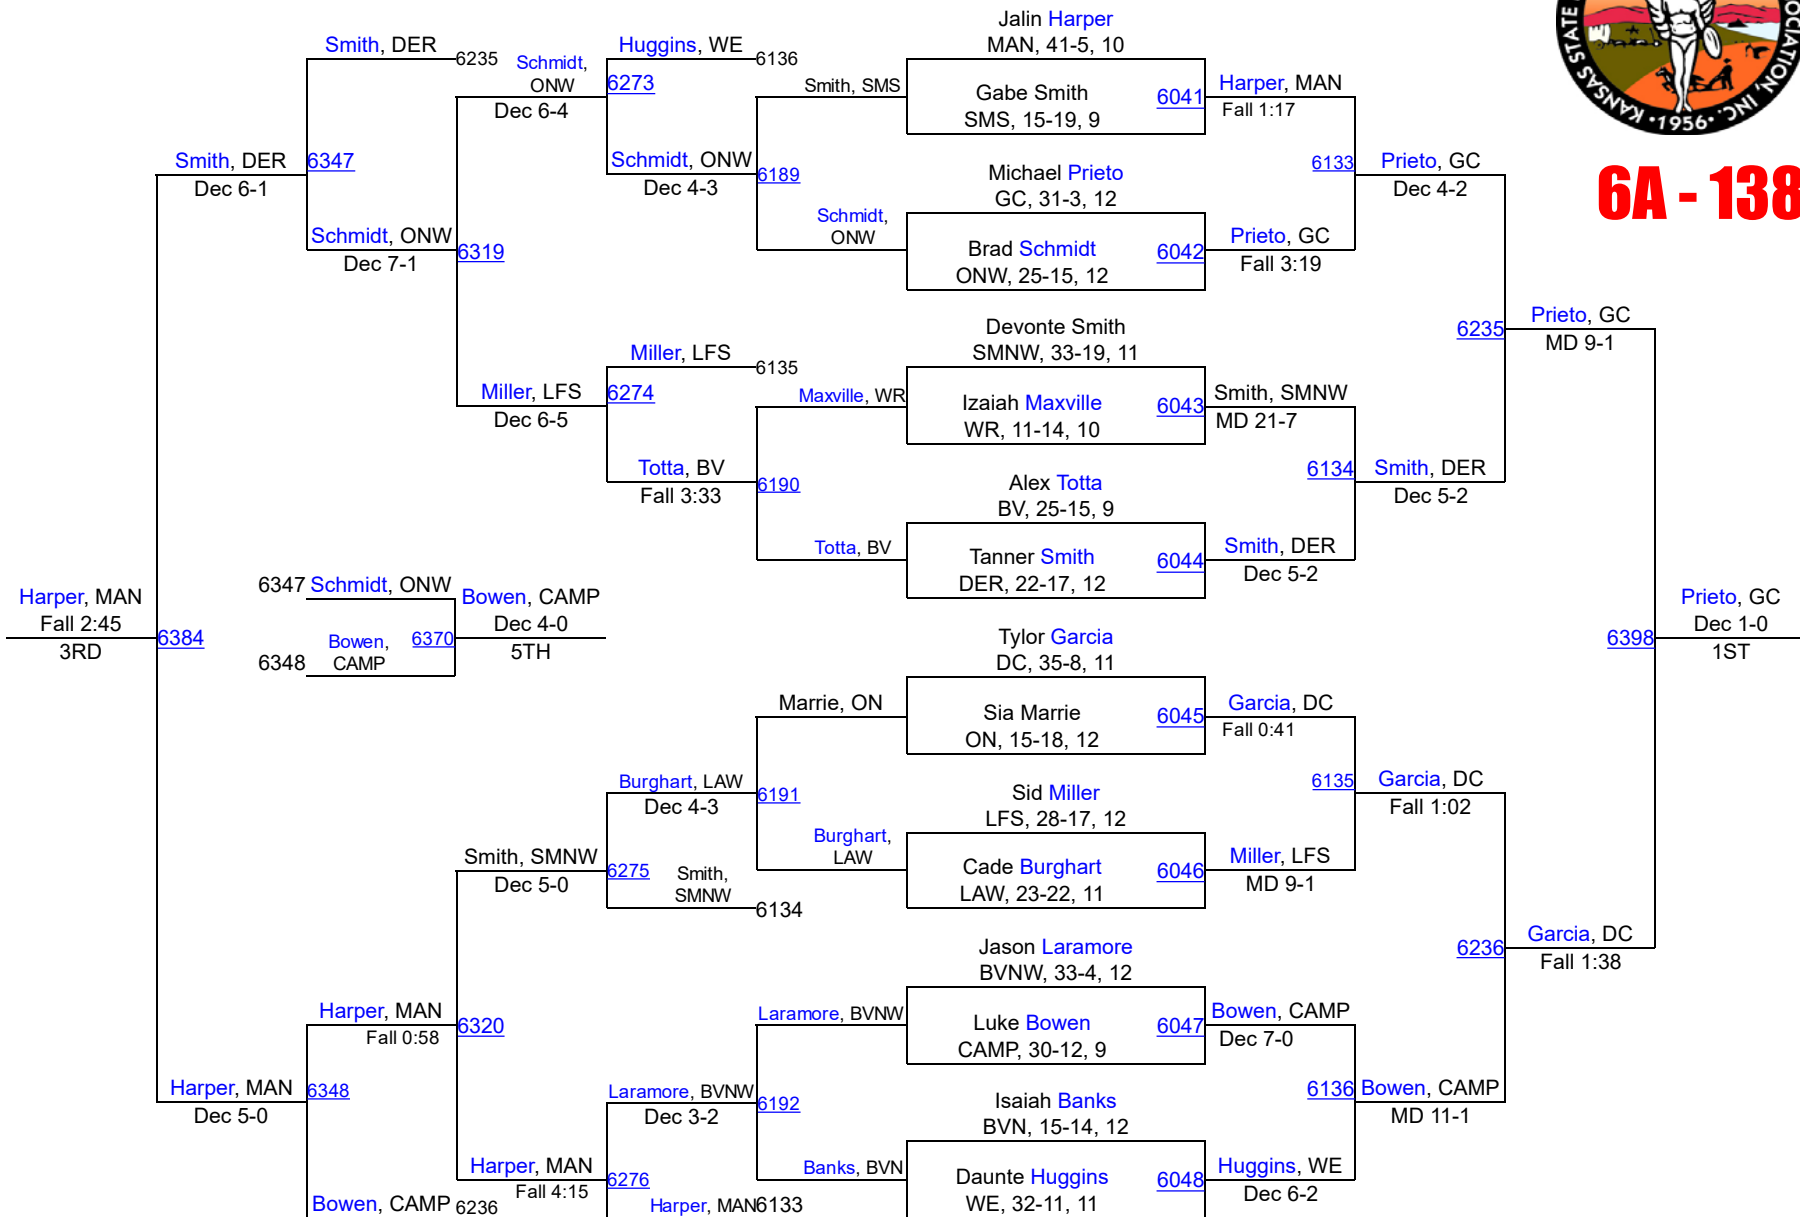 Jalin Harper
MAN, 41-5, 10
Gabe Smith
SMS, 15-19, 9
6041
Harper, MAN
Fall 1:17
Michael Prieto
GC, 31-3, 12
Brad Schmidt
ONW, 25-15, 12
6042
Prieto, GC
Fall 3:19
6133
Prieto, GC
Dec 4-2
Devonte Smith
SMNW, 33-19, 11
Izaiah Maxville
WR, 11-14, 10
6043
Smith, SMNW
MD 21-7
Alex Totta
BV, 25-15, 9
Tanner Smith
DER, 22-17, 12
6044
Smith, DER
Dec 5-2
6134
Smith, DER
Dec 5-2
6235
Prieto, GC
MD 9-1
Tylor Garcia
DC, 35-8, 11
Sia Marrie
ON, 15-18, 12
6045
Garcia, DC
Fall 0:41
Sid Miller
LFS, 28-17, 12
Cade Burghart
LAW, 23-22, 11
6046
Miller, LFS
MD 9-1
6135
Garcia, DC
Fall 1:02
Jason Laramore
BVNW, 33-4, 12
Luke Bowen
CAMP, 30-12, 9
6047
Bowen, CAMP
Dec 7-0
Isaiah Banks
BVN, 15-14, 12
Daunte Huggins
WE, 32-11, 11
6048
Huggins, WE
Dec 6-2
6136
Bowen, CAMP
MD 11-1
6236
Garcia, DC
Fall 1:38
6398
Prieto, GC
Dec 1-0
1ST
Smith, SMS
Schmidt,
ONW
6189
Schmidt, ONW
Dec 4-3
Huggins, WE
6136
6273
Schmidt,
ONW
Dec 6-4
Maxville, WR
Totta, BV
6190
Totta, BV
Fall 3:33
Miller, LFS
6135
6274
Miller, LFS
Dec 6-5
6319
Schmidt, ONW
Dec 7-1
Smith, DER
6235
6347
Smith, DER
Dec 6-1
Marrie, ON
Burghart,
LAW
6191
Burghart, LAW
Dec 4-3
Smith,
SMNW
6134
6275
Smith, SMNW
Dec 5-0
Laramore, BVNW
Banks, BVN
6192
Laramore, BVNW
Dec 3-2
Harper, MAN
6133
6276
Harper, MAN
Fall 4:15
6320
Harper, MAN
Fall 0:58
Bowen, CAMP
6236
6348
Harper, MAN
Dec 5-0
6384
Harper, MAN
Fall 2:45
3RD
6347
Schmidt, ONW
6348
Bowen,
CAMP
6370
Bowen, CAMP
Dec 4-0
5TH
KANSAS STATE
OCIATION, INC.
•1956•
6A - 138